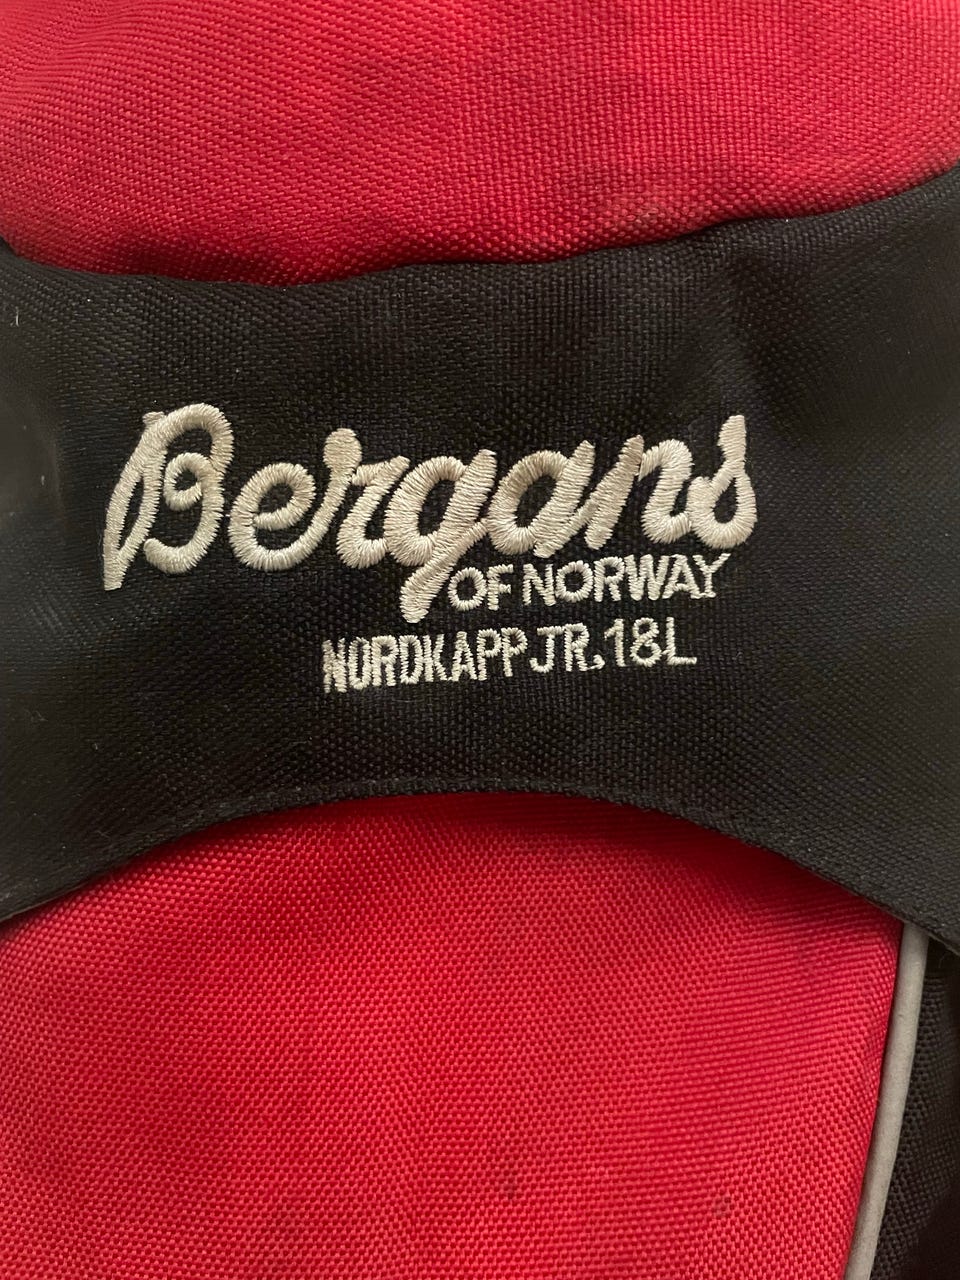 Bergans
OF NORWAY
NORDKAPP JR. 18L